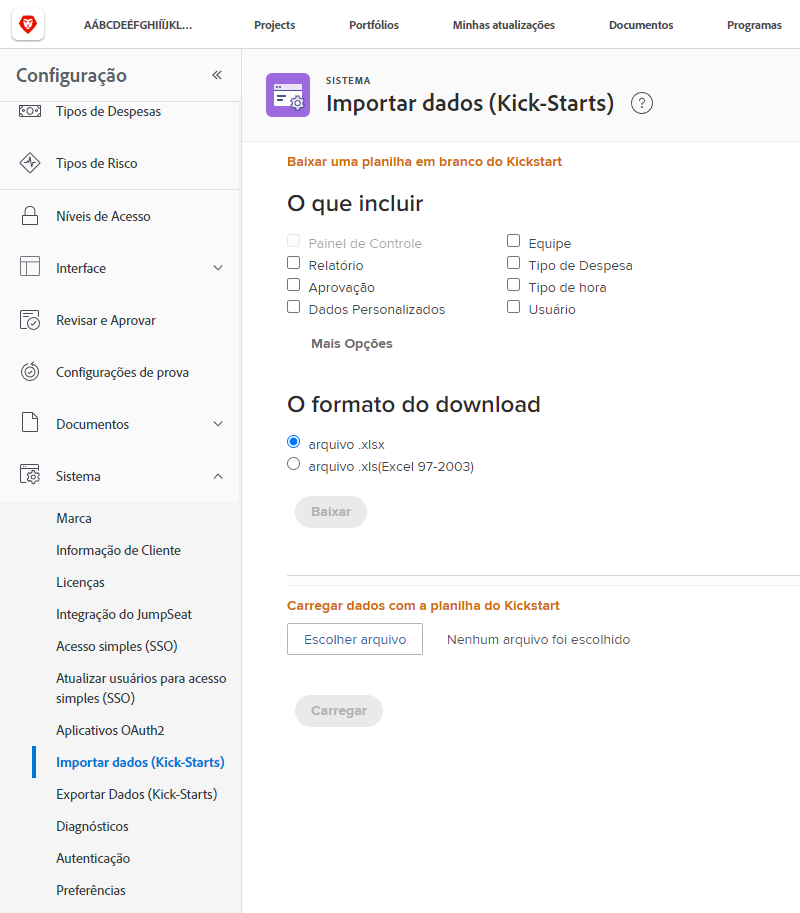 AÁBCDEÉFGHIÍÏJKL...
Projects
Portfólios
Minhas atualizações
Documentos
Programas
Configuração
Tipos de Despesas
Tipos de Risco
Níveis de Acesso
Interface
Revisar e Aprovar
Configurações de prova
Documentos
Sistema
Marca
Informação de Cliente
Licenças
Integração do JumpSeat
Acesso simples (SSO)
Atualizar usuários para acesso
simples (SSO)
Aplicativos OAuth2
Importar dados (Kick-Starts)
Exportar Dados (Kick-Starts)
Diagnósticos
Autenticação
Preferências
SISTEMA
Importar dados (Kick-Starts) ?
Baixar uma planilha em branco do Kickstart
O que incluir
Painel de Controle
Relatório
Aprovação
Dados Personalizados
Equipe
Tipo de Despesa
Tipo de hora
Usuário
Mais Opções
O formato do download
arquivo .xlsx
arquivo .xls(Excel 97-2003)
Baixar
Carregar dados com a planilha do Kickstart
Escolher arquivo
Nenhum arquivo foi escolhido
Carregar